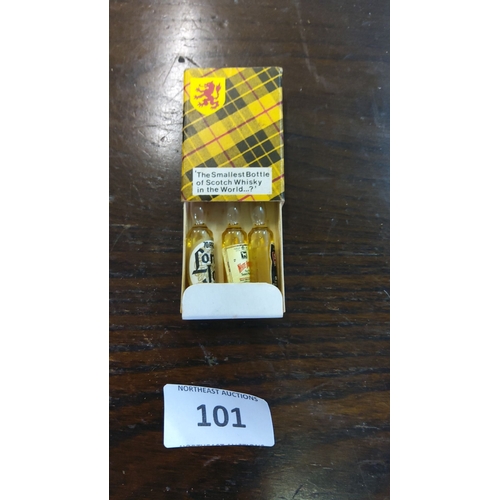 'The Smallest Bottle
of Scotch Whisky
in the World...?'
NORTHEAST AUCTIONS
101